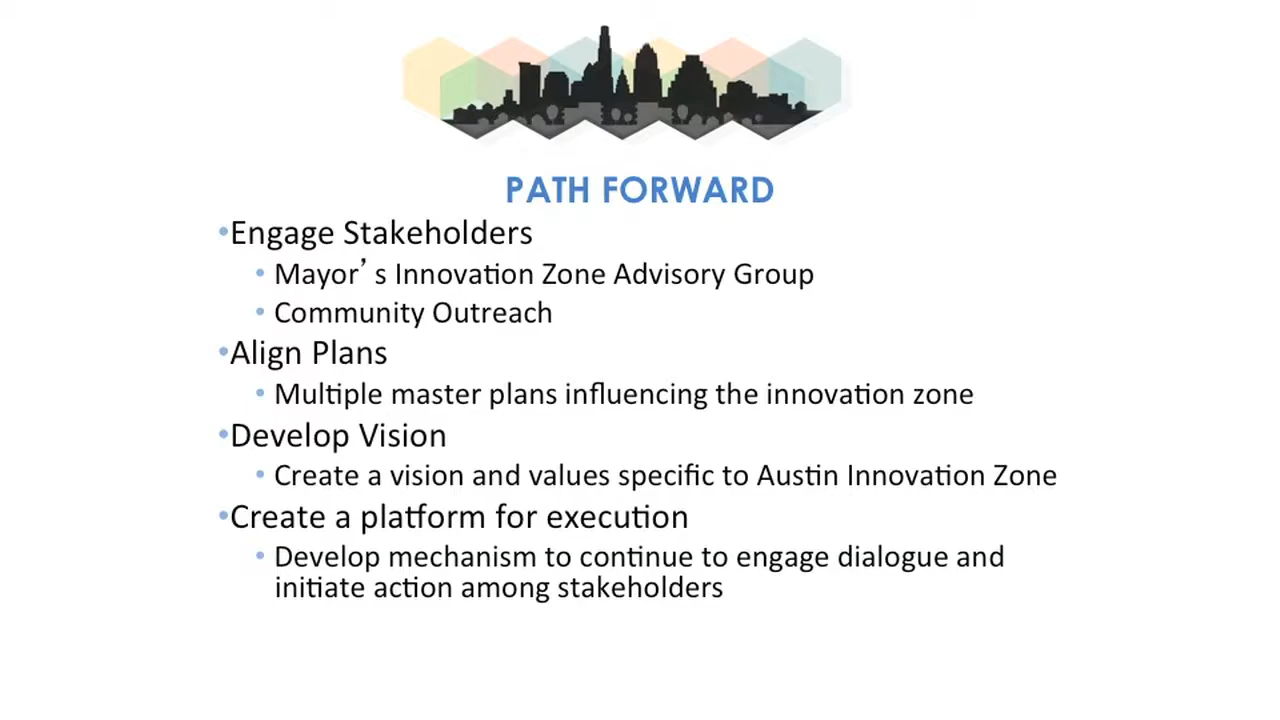 PATH FORWARD
•Engage Stakeholders
• Mayor's Innovation Zone Advisory Group
• Community Outreach
•Align Plans
• Multiple master plans influencing the innovation zone
•Develop Vision
• Create a vision and values specific to Austin Innovation Zone
•Create a platform for execution
• Develop mechanism to continue to engage dialogue and
initiate action among stakeholders